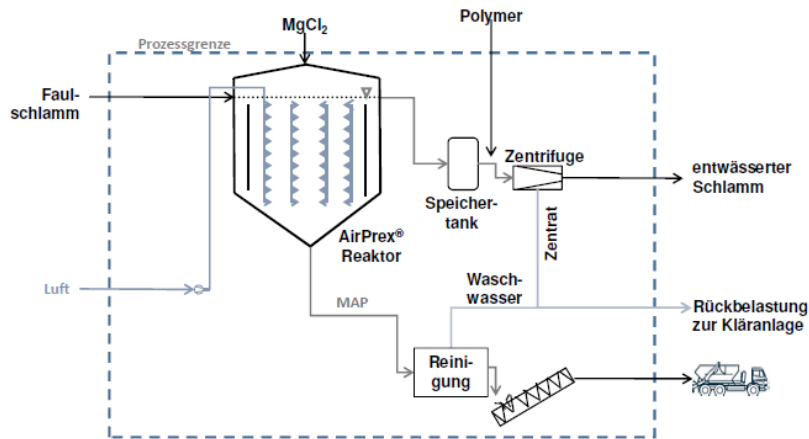 Polymer
MgCl2
Prozessgrenze
Faul-
schlamm
Zentrifuge
entwässerter
Schlamm
Speicher-
tank
AirPrex®
Reaktor
Zentrat
Luft
MAP
Wasch-
wasser
Rückbelastung
zur Kläranlage
Reini-
gung